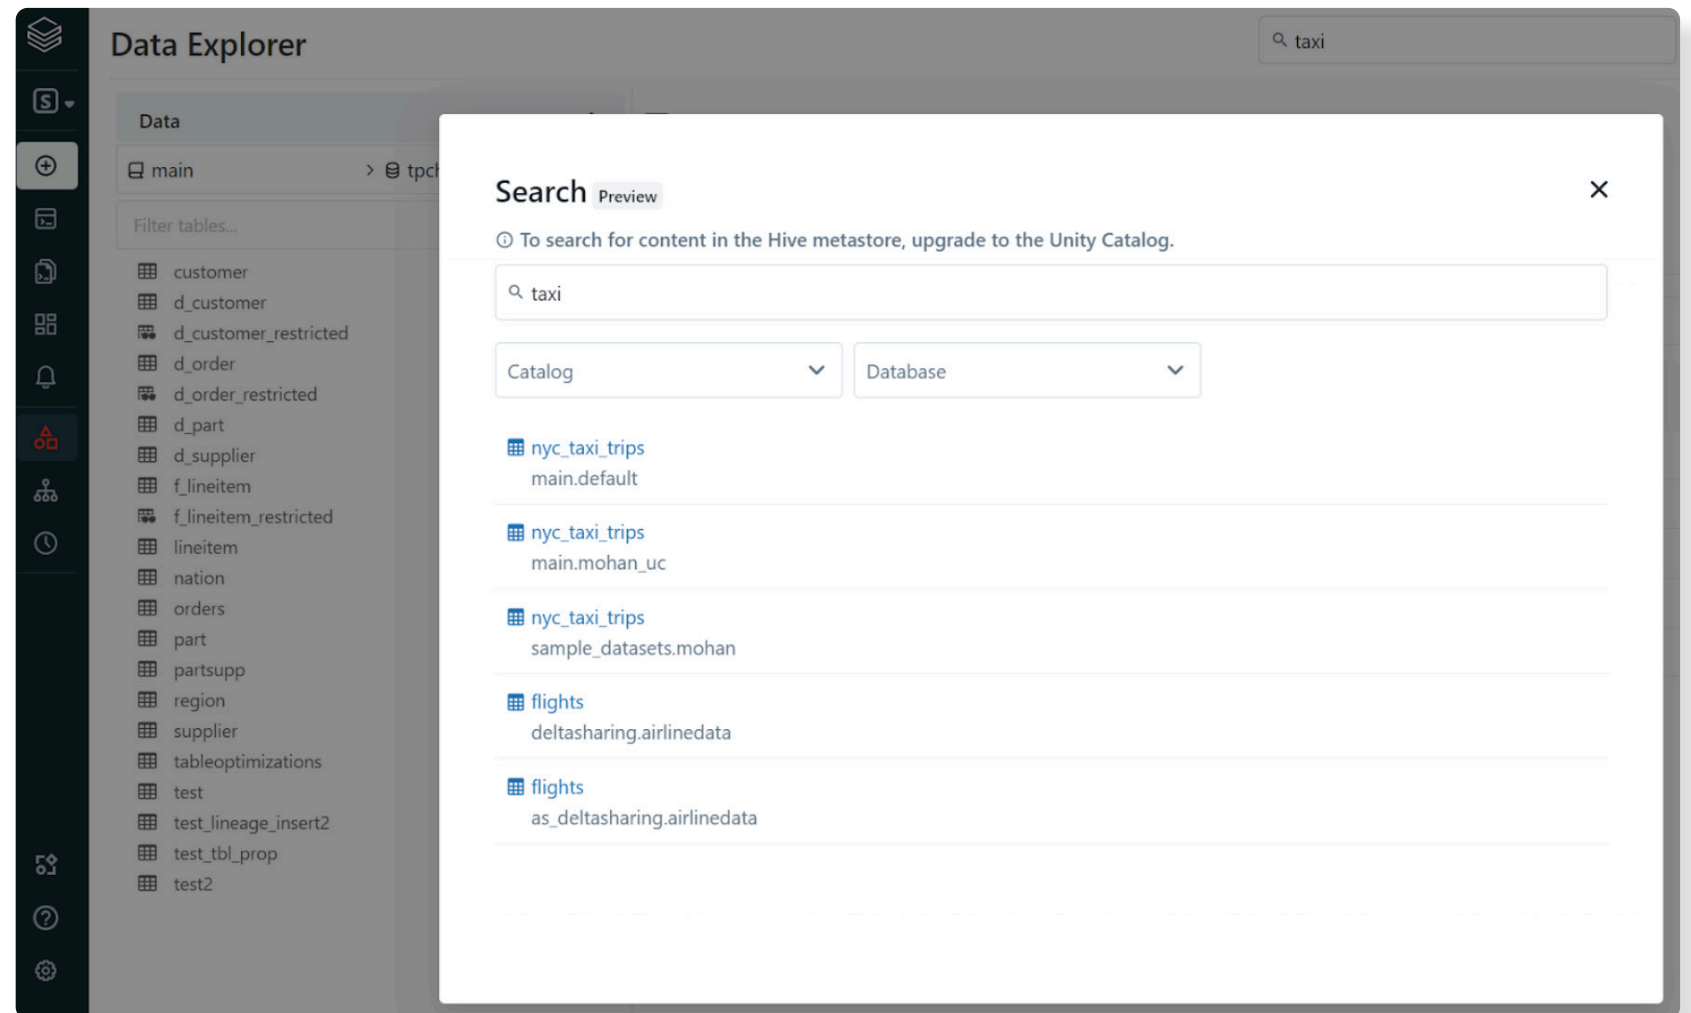 Data Explorer
taxi
S
Data
main
> tpch
Filter tables...
customer
d_customer
d_customer_restricted
d_order
d_order_restricted
d_part
d_supplier
f_lineitem
f_lineitem_restricted
lineitem
nation
orders
part
partsupp
region
supplier
tableoptimizations
test
test_lineage_insert2
test_tbl_prop
test2
Search Preview
To search for content in the Hive metastore, upgrade to the Unity Catalog.
taxi
Catalog
Database
nyc_taxi_trips
main.default
nyc_taxi_trips
main.mohan_uc
nyc_taxi_trips
sample_datasets.mohan
flights
deltasharing.airlinedata
flights
as_deltasharing.airlinedata